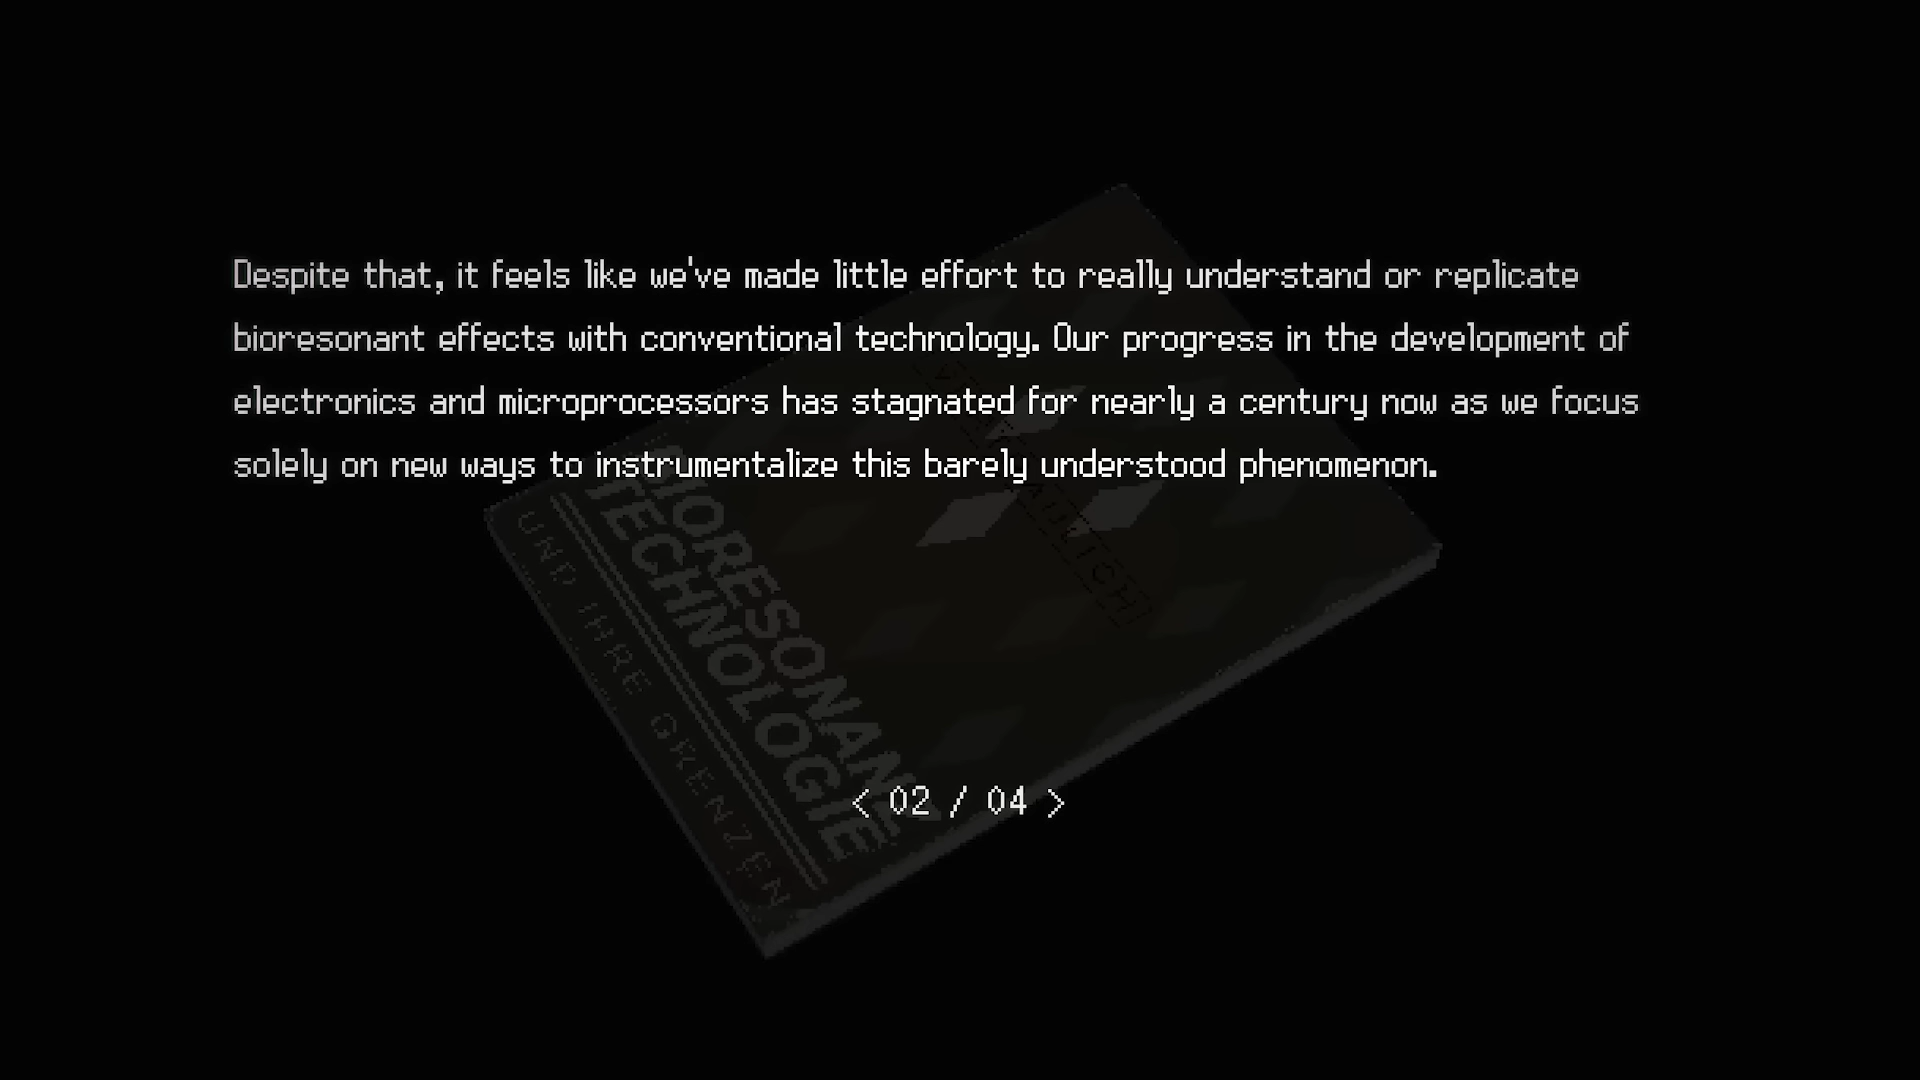 Despite that, it feels like we've made little effort to really understand or replicate
bioresonant effects with conventional technology. Our progress in the development of
electronics and microprocessors has stagnated for nearly a century now as we focus
solely on new ways to instrumentalize this barely understood phenomenon.
BIORESONANTE
TECHNOLOGIE
UND IHRE GRENZEN
VERTRAULICH
< 02 / 04 >